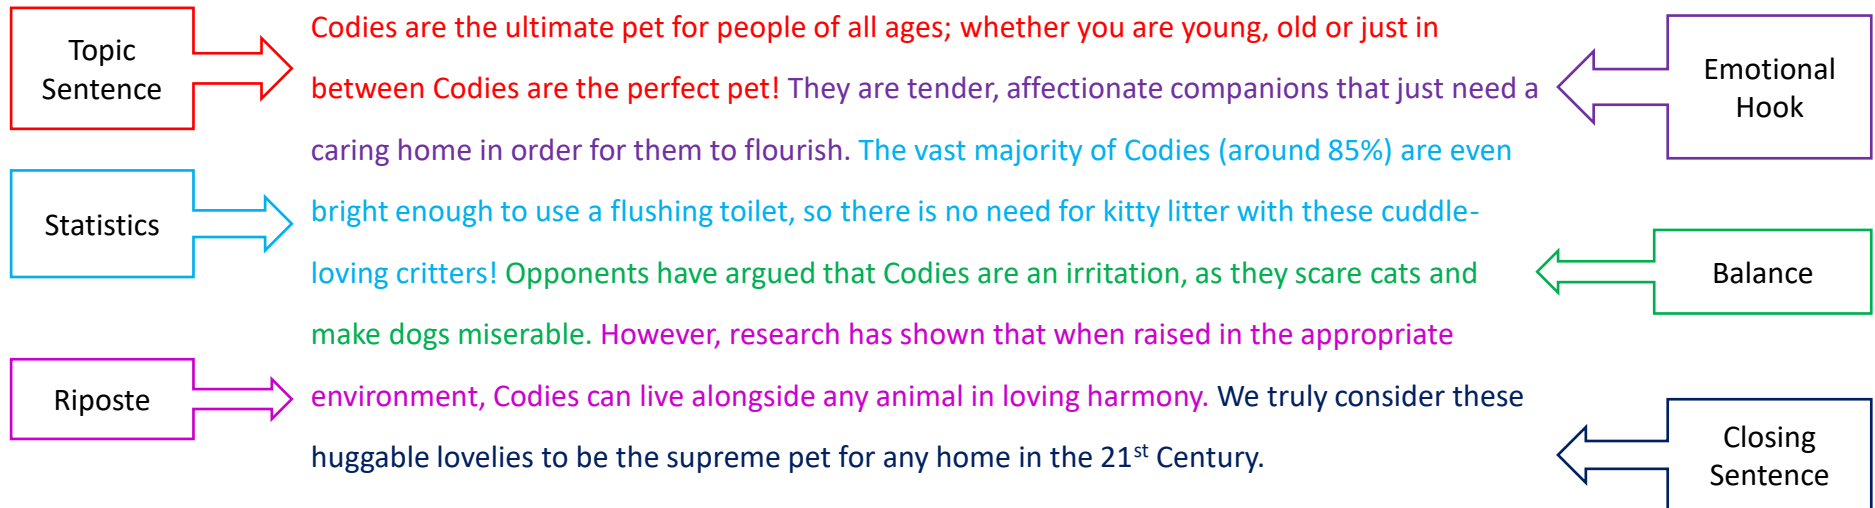 Topic
Sentence
Codies are the ultimate pet for people of all ages; whether you are young, old or just in
between Codies are the perfect pet! They are tender, affectionate companions that just need a
caring home in order for them to flourish. The vast majority of Codies (around 85%) are even
bright enough to use a flushing toilet, so there is no need for kitty litter with these cuddle-
loving critters! Opponents have argued that Codies are an irritation, as they scare cats and
make dogs miserable. However, research has shown that when raised in the appropriate
environment, Codies can live alongside any animal in loving harmony. We truly consider these
huggable lovelies to be the supreme pet for any home in the 21st Century.
Emotional
Hook
Statistics
Balance
Riposte
Closing
Sentence